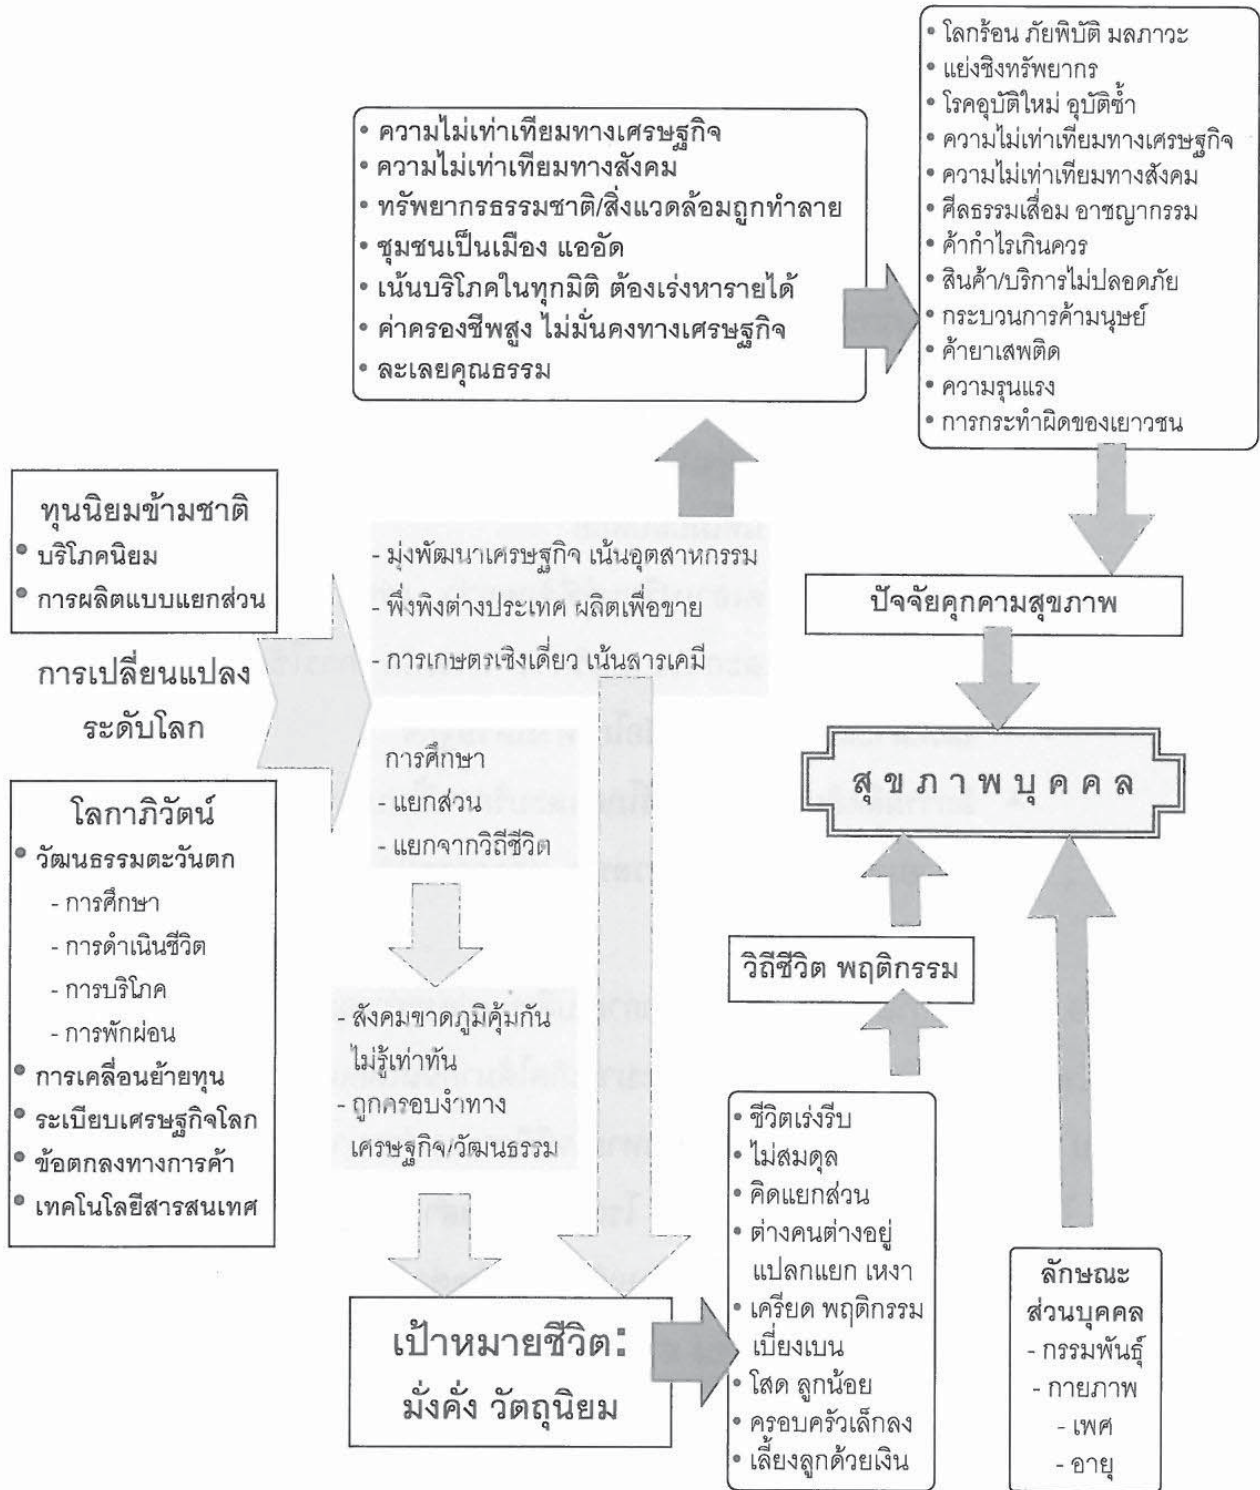 • โลกร้อน ภัยพิบัติ มลภาวะ
• แย่งชิงทรัพยากร
• โรคอุบัติใหม่ อุบัติซ้ำ
• ความไม่เท่าเทียมทางเศรษฐกิจ
• ความไม่เท่าเทียมทางสังคม
• ศีลธรรมเสื่อม อาชญากรรม
• ค้ากำไรเกินควร
• สินค้า/บริการไม่ปลอดภัย
• กระบวนการค้ามนุษย์
• ค้ายาเสพติด
• ความรุนแรง
• การกระทำผิดของเยาวชน
• ความไม่เท่าเทียมทางเศรษฐกิจ
• ความไม่เท่าเทียมทางสังคม
• ทรัพยากรธรรมชาติ/สิ่งแวดล้อมถูกทำลาย
• ชุมชนเป็นเมือง แออัด
• เน้นบริโภคในทุกมิติ ต้องเร่งหารายได้
• ค่าครองชีพสูง ไม่มั่นคงทางเศรษฐกิจ
• ละเลยคุณธรรม
ทุนนิยมข้ามชาติ
• บริโภคนิยม
• การผลิตแบบแยกส่วน
การเปลี่ยนแปลง
ระดับโลก
โลกาภิวัตน์
• วัฒนธรรมตะวันตก
- การศึกษา
- การดำเนินชีวิต
- การบริโภค
- การพักผ่อน
• การเคลื่อนย้ายทุน
• ระเบียบเศรษฐกิจโลก
• ข้อตกลงทางการค้า
• เทคโนโลยีสารสนเทศ
- มุ่งพัฒนาเศรษฐกิจ เน้นอุตสาหกรรม
- พึ่งพิงต่างประเทศ ผลิตเพื่อขาย
- การเกษตรเชิงเดี่ยว เน้นสารเคมี
การศึกษา
- แยกส่วน
- แยกจากวิถีชีวิต
- สังคมขาดภูมิคุ้มกัน
ไม่รู้เท่าทัน
- ถูกครอบงำทาง
เศรษฐกิจ/วัฒนธรรม
เป้าหมายชีวิต:
มั่งคั่ง วัตถุนิยม
ปัจจัยคุกคามสุขภาพ
สุขภาพบุคคล
วิถีชีวิต พฤติกรรม
• ชีวิตเร่งรีบ
• ไม่สมดุล
• คิดแยกส่วน
• ต่างคนต่างอยู่
แปลกแยก เหงา
• เครียด พฤติกรรม
เบี่ยงเบน
• โสด ลูกน้อย
• ครอบครัวเล็กลง
• เลี้ยงลูกด้วยเงิน
ลักษณะ
ส่วนบุคคล
- กรรมพันธุ์
- กายภาพ
- เพศ
- อายุ